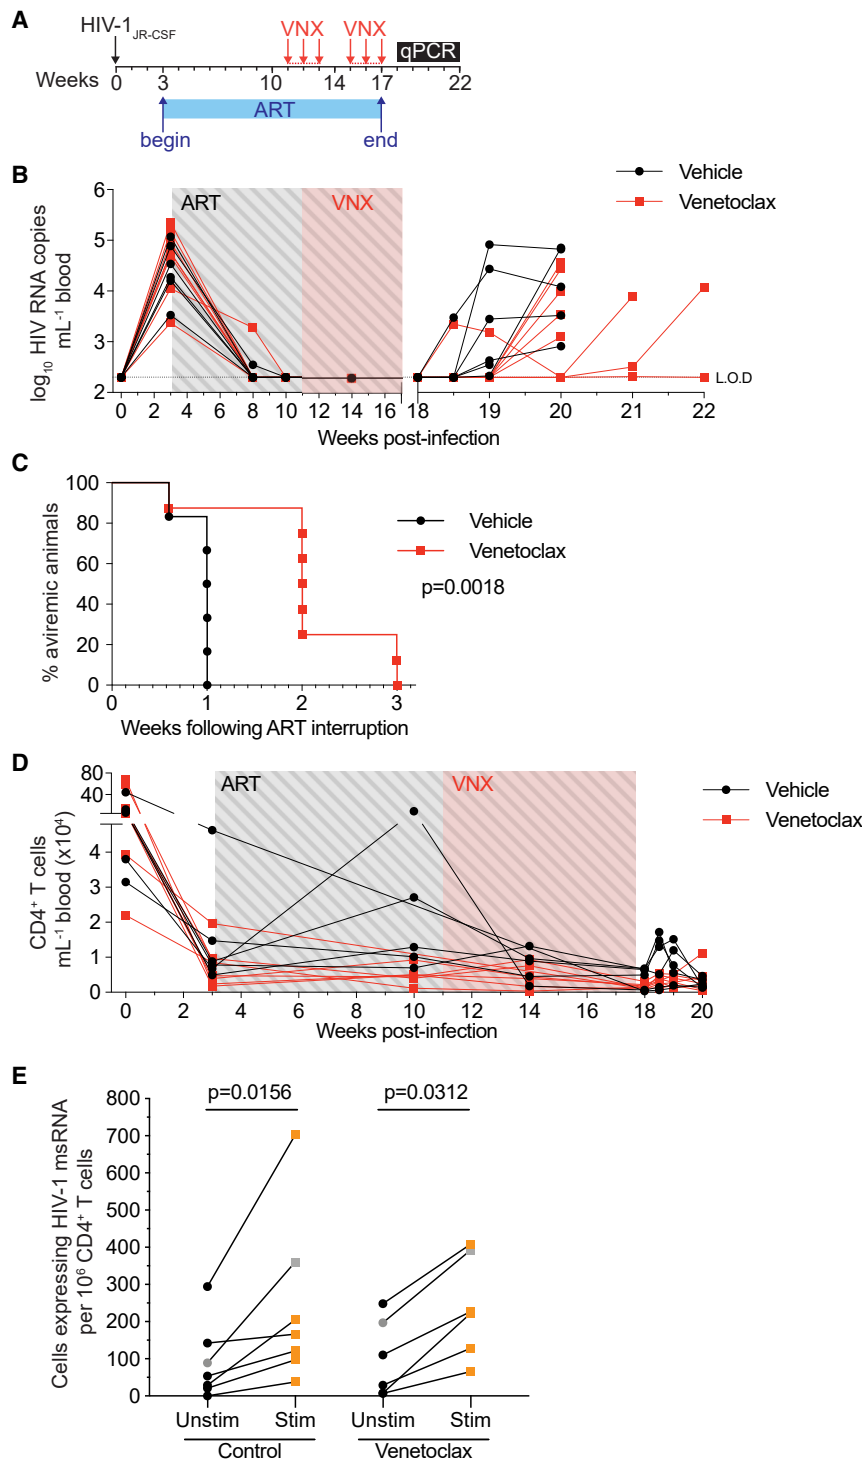 A
HIV-1JR-CSF
VNX VNX
qPCR
Weeks 0 3 10 14 17 22
ART
begin end
B
Vehicle
Venetoclax
ART VNX
6
5
4
3
2
log10 HIV RNA copies
mL-1 blood
L.O.D
0 2 4 6 8 10 12 14 16 18 19 20 21 22
Weeks post-infection
C
100
80
60
40
20
0
% aviremic animals
Vehicle
Venetoclax
p=0.0018
0 1 2 3
Weeks following ART interruption
D
80
40
4
3
2
1
0
CD4+ T cells
mL-1 blood (x104)
ART VNX
Vehicle
Venetoclax
0 2 4 6 8 10 12 14 16 18 20
Weeks post-infection
E
p=0.0156 p=0.0312
800
700
600
500
400
300
200
100
0
Cells expressing HIV-1 msRNA
per 106 CD4+ T cells
Unstim Stim Unstim Stim
Control Venetoclax